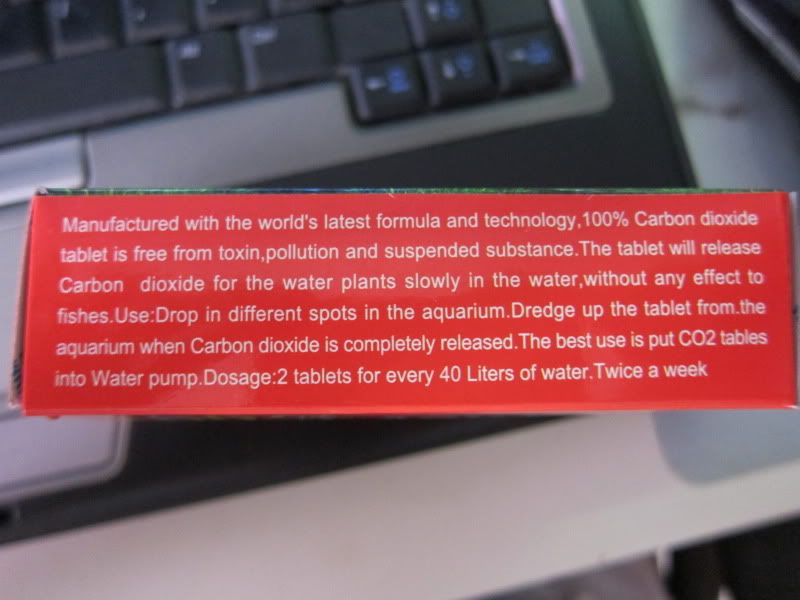 Manufactured with the world's latest formula and technology,100% Carbon dioxide
tablet is free from toxin,pollution and suspended substance.The tablet will release
Carbon dioxide for the water plants slowly in the water,without any effect to
fishes.Use:Drop in different spots in the aquarium.Dredge up the tablet from.the
aquarium when Carbon dioxide is completely released.The best use is put CO2 tables
into Water pump.Dosage:2 tablets for every 40 Liters of water.Twice a week